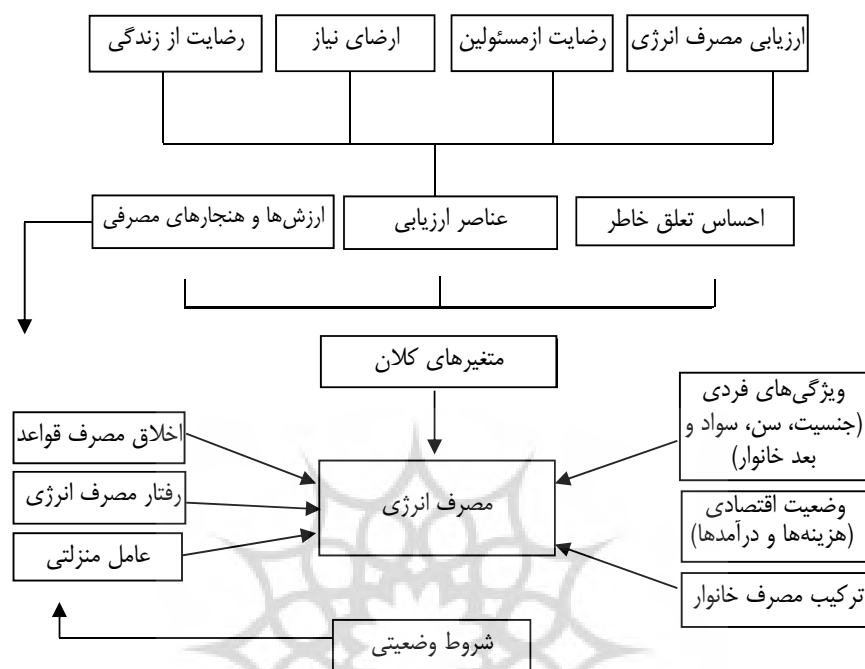 ارزیابی مصرف انرژی
رضایت ازمسئولین
ارضای نیاز
رضایت از زندگی
احساس تعلق خاطر
عناصر ارزیابی
ارزش‌ها و هنجارهای مصرفی
متغیرهای کلان
ویژگی‌های فردی
(جنسیت، سن، سواد و
بعد خانوار)
وضعیت اقتصادی
(هزینه‌ها و درآمدها)
ترکیب مصرف خانوار
مصرف انرژی
اخلاق مصرف قواعد
رفتار مصرف انرژی
عامل منزلتی
شروط وضعیتی